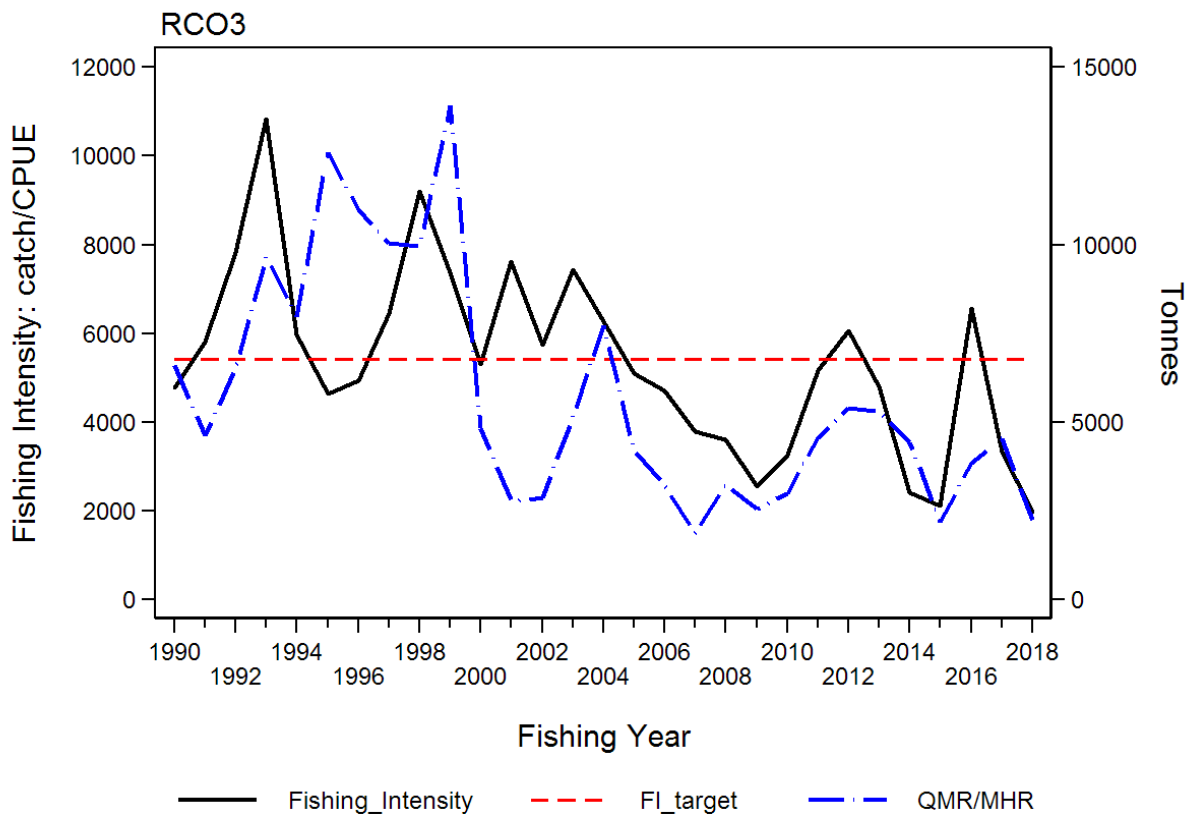 RCO3
12000
10000
8000
6000
4000
2000
0
Fishing Intensity: catch/CPUE
15000
10000
5000
0
Tonnes
1990 1994 1998 2002 2006 2010 2014 2018
1992 1996 2000 2004 2008 2012 2016
Fishing Year
Fishing_Intensity FI_target QMR/MHR